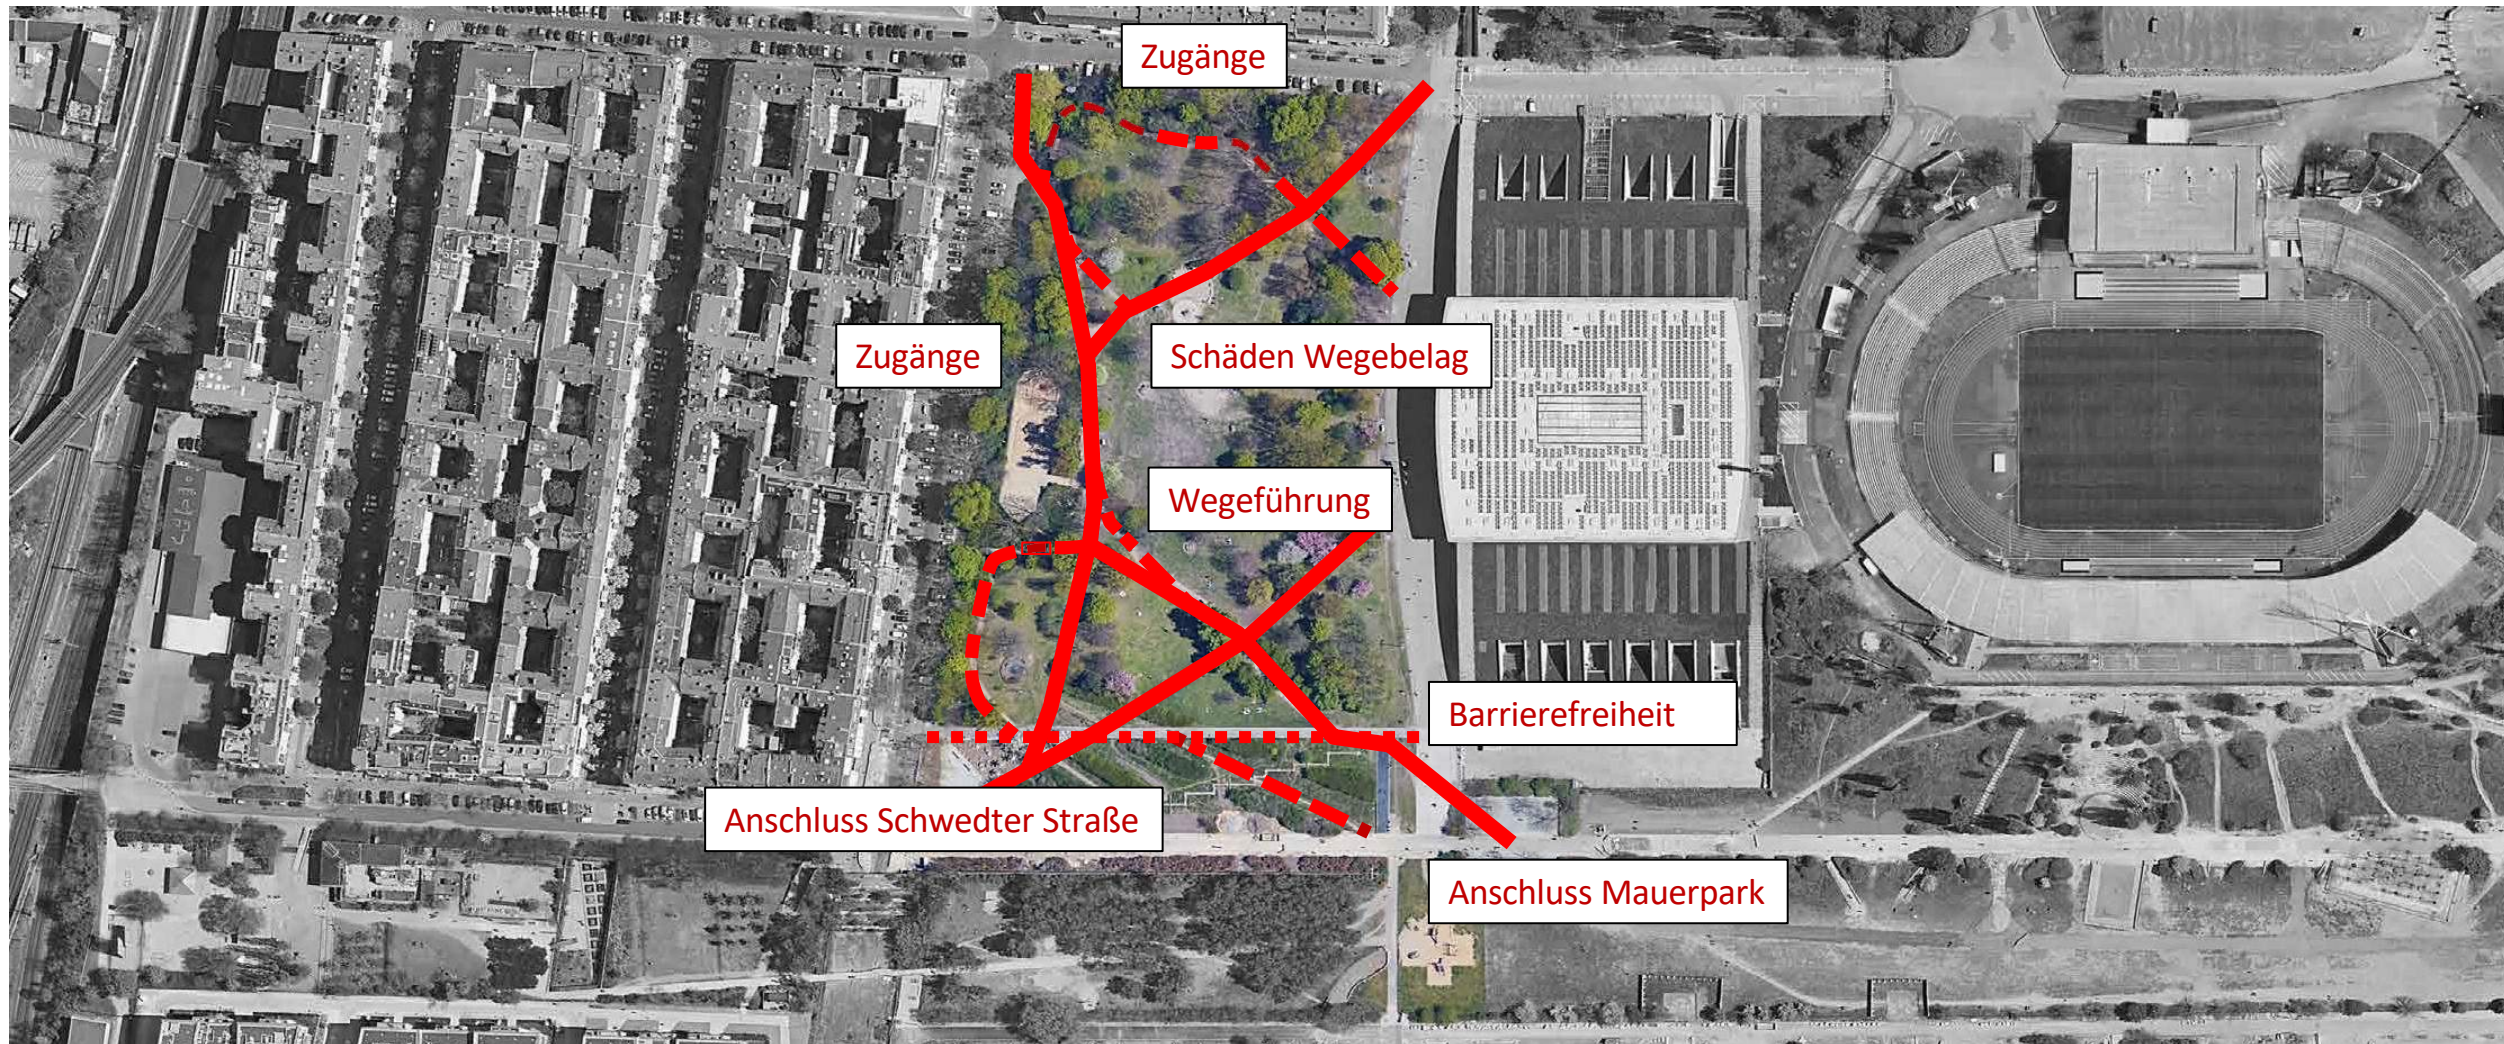 Zugänge
Zugänge
Schäden Wegebelag
Wegeführung
Barrierefreiheit
Anschluss Schwedter Straße
Anschluss Mauerpark